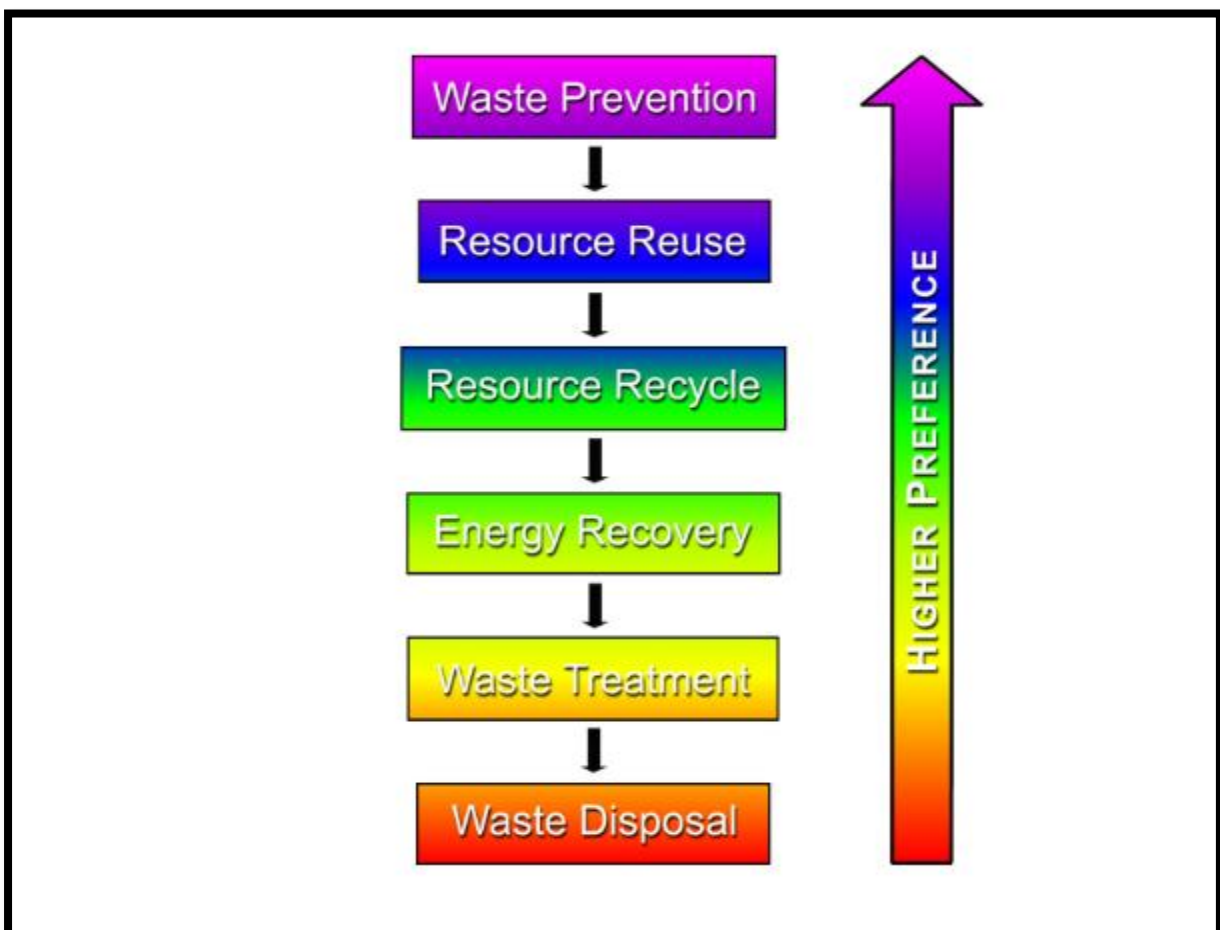 Waste Prevention
Resource Reuse
Resource Recycle
Energy Recovery
Waste Treatment
Waste Disposal
HIGHER PREFERENCE